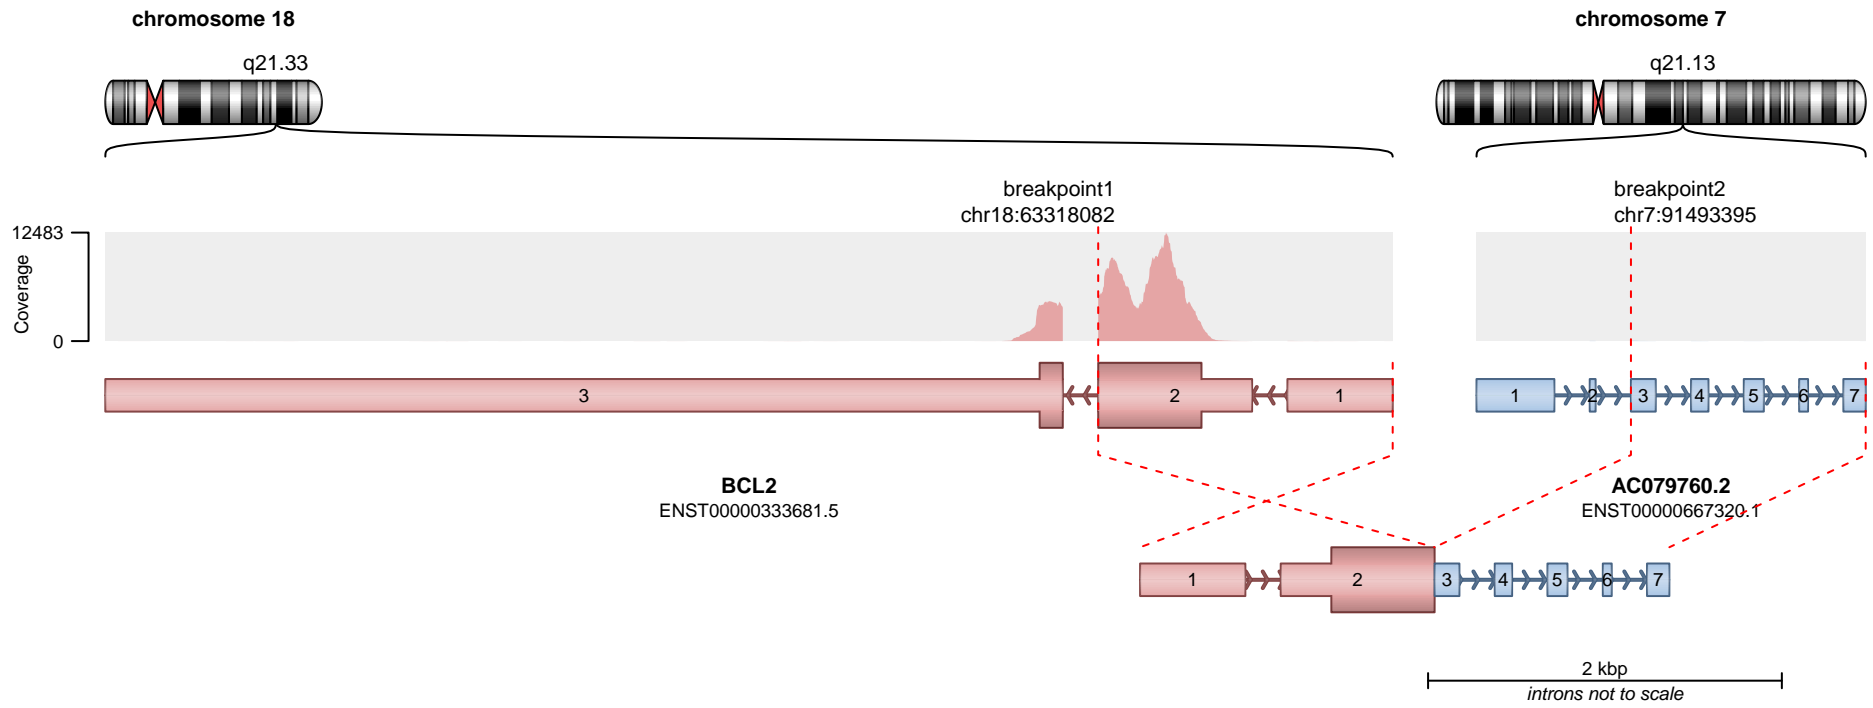 chromosome 18
chromosome 7
q21.33
q21.13
breakpoint1
chr18:63318082
breakpoint2
chr7:91493395
12483
Coverage
0
3
2
1
1
2
3
4
5
6
7
BCL2
ENST00000333681.5
AC079760.2
ENST00000667320.1
1
2
3
4
5
6
7
2 kbp
introns not to scale